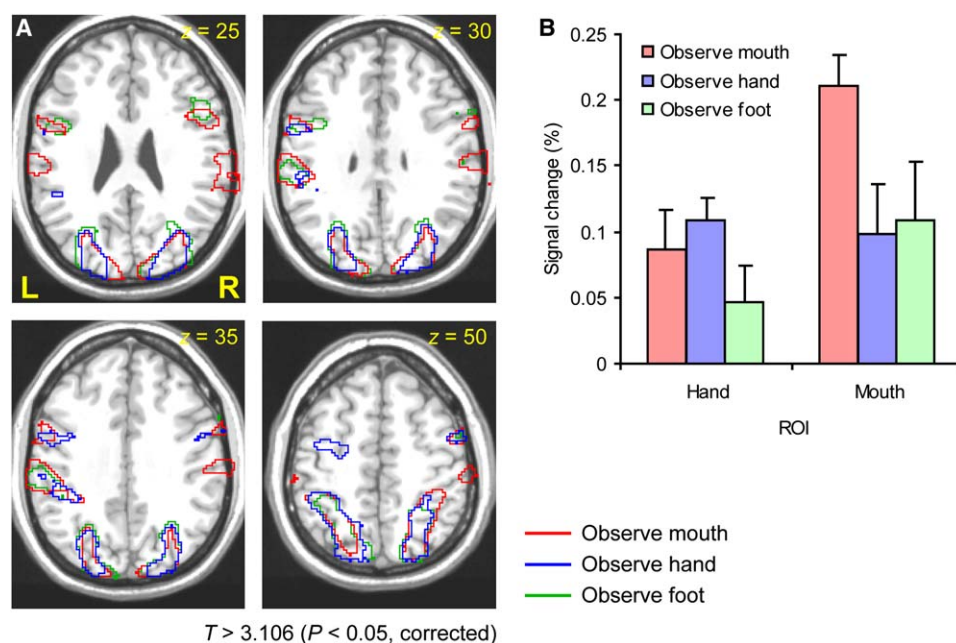 A
z = 25
z = 30
L
R
z = 35
z = 50
T > 3.106 (P < 0.05, corrected)
B
Observe mouth
Observe hand
Observe foot
Signal change (%)
0.25
0.2
0.15
0.1
0.05
0
Hand
Mouth
ROI
Observe mouth
Observe hand
Observe foot